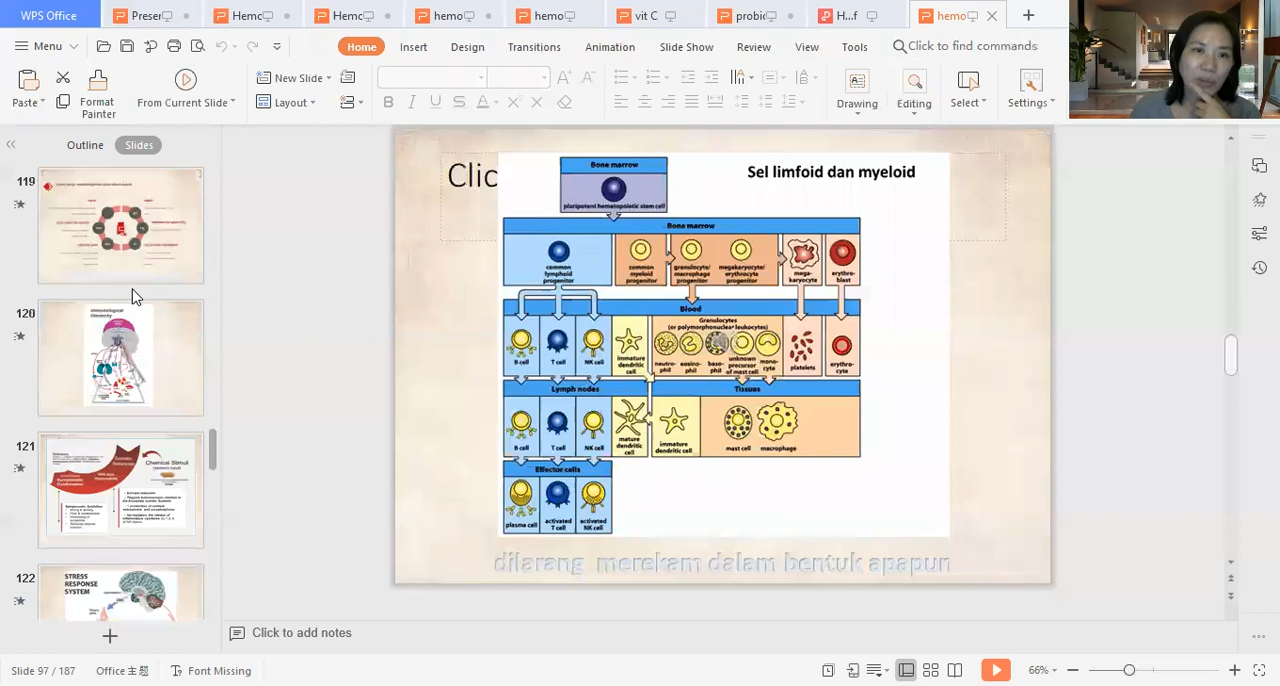 WPS Office
Presen
Hemc
Hemc
hemo
hemo
vit C
probio
H...f
hemo
Menu
Home
Insert
Design
Transitions
Animation
Slide Show
Review
View
Tools
Click to find commands
Paste
Format
Painter
From Current Slide
New Slide
Layout
Drawing
Editing
Select
Settings
Outline
Slides
119
120
121
122
Immunological
Hierarchy
Chemical Stimuli
STRESS
RESPONSE
SYSTEM
Clic
Sel limfoid dan myeloid
Bone marrow
pluripotent hematopoietic stem cell
Bone marrow
common
lymphoid
progenitor
common
myeloid
progenitor
granulocyte/
macrophage
progenitor
megakaryocyte/
erythrocyte
progenitor
mega-
karyocyte
erythro-
blast
Blood
Granulocytes
(or polymorphonuclear leukocytes)
B cell
T cell
NK cell
immature
dendritic
cell
neutro-
phil
eosino-
phil
baso-
phil
unknown
precursor
of mast cell
mono-
cyte
platelets
erythro-
cyte
Lymph nodes
Tissues
B cell
T cell
NK cell
mature
dendritic
cell
immature
dendritic cell
mast cell
macrophage
Effector cells
plasma cell
activated
T cell
activated
NK cell
dilarang merekam dalam bentuk apapun
Click to add notes
Slide 97 / 187
Office 主题
Font Missing
66%